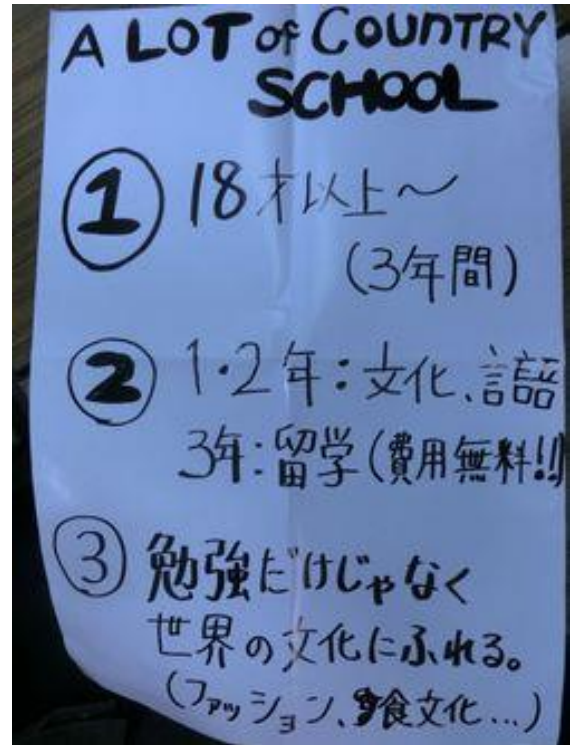 A LOT of COUNTRY
SCHOOL
① 18才以上～
(3年間)
② 1・2年:文化、言語
3年:留学(費用無料!!)
③ 勉強だけじゃなく
世界の文化にふれる。
(ファッション、食文化...)